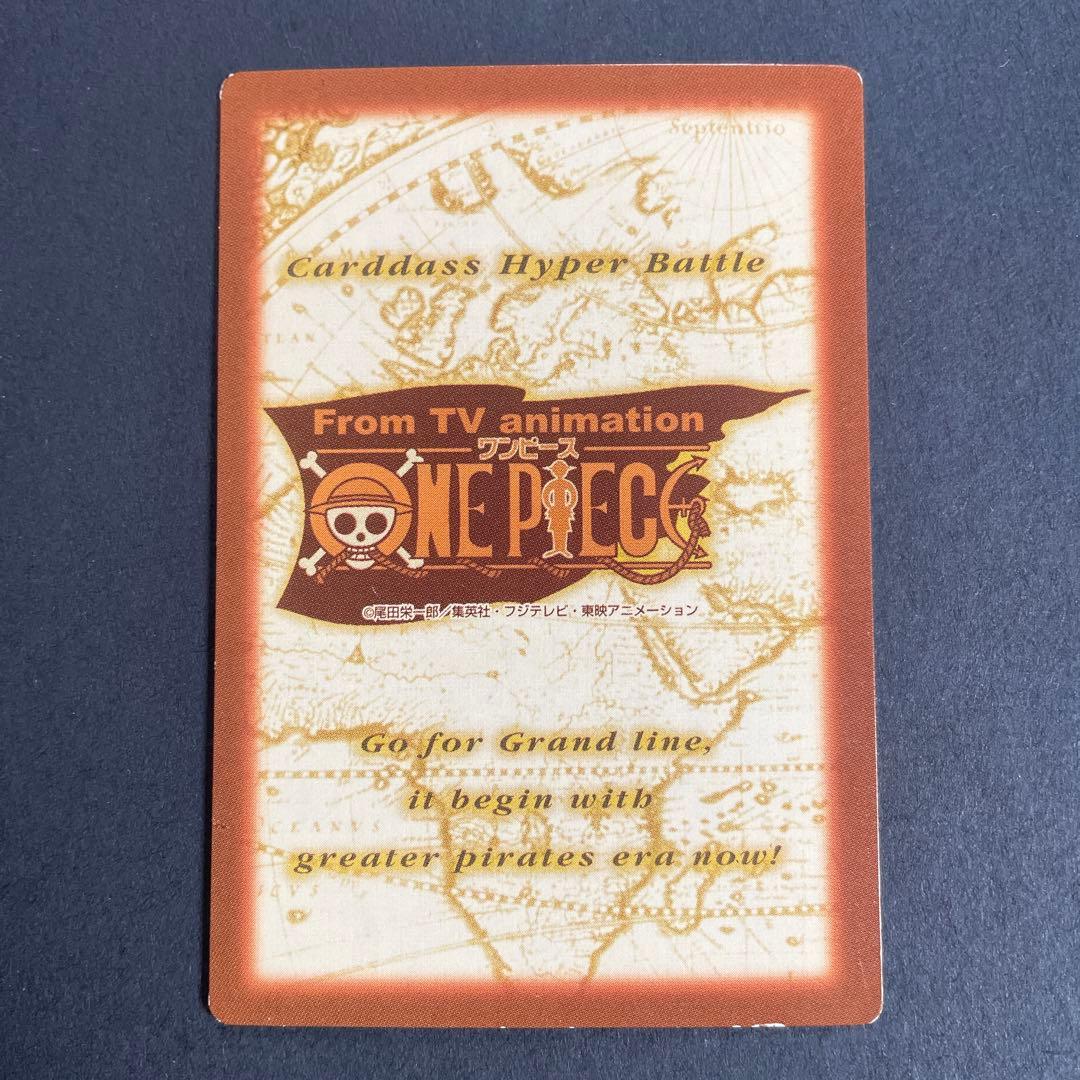 Septentrio
Carddass Hyper Battle
From TV animation
ワンピース
ONE PIECE
©尾田栄一郎／集英社・フジテレビ・東映アニメーション
Go for Grand line,
it begin with
greater pirates era now!